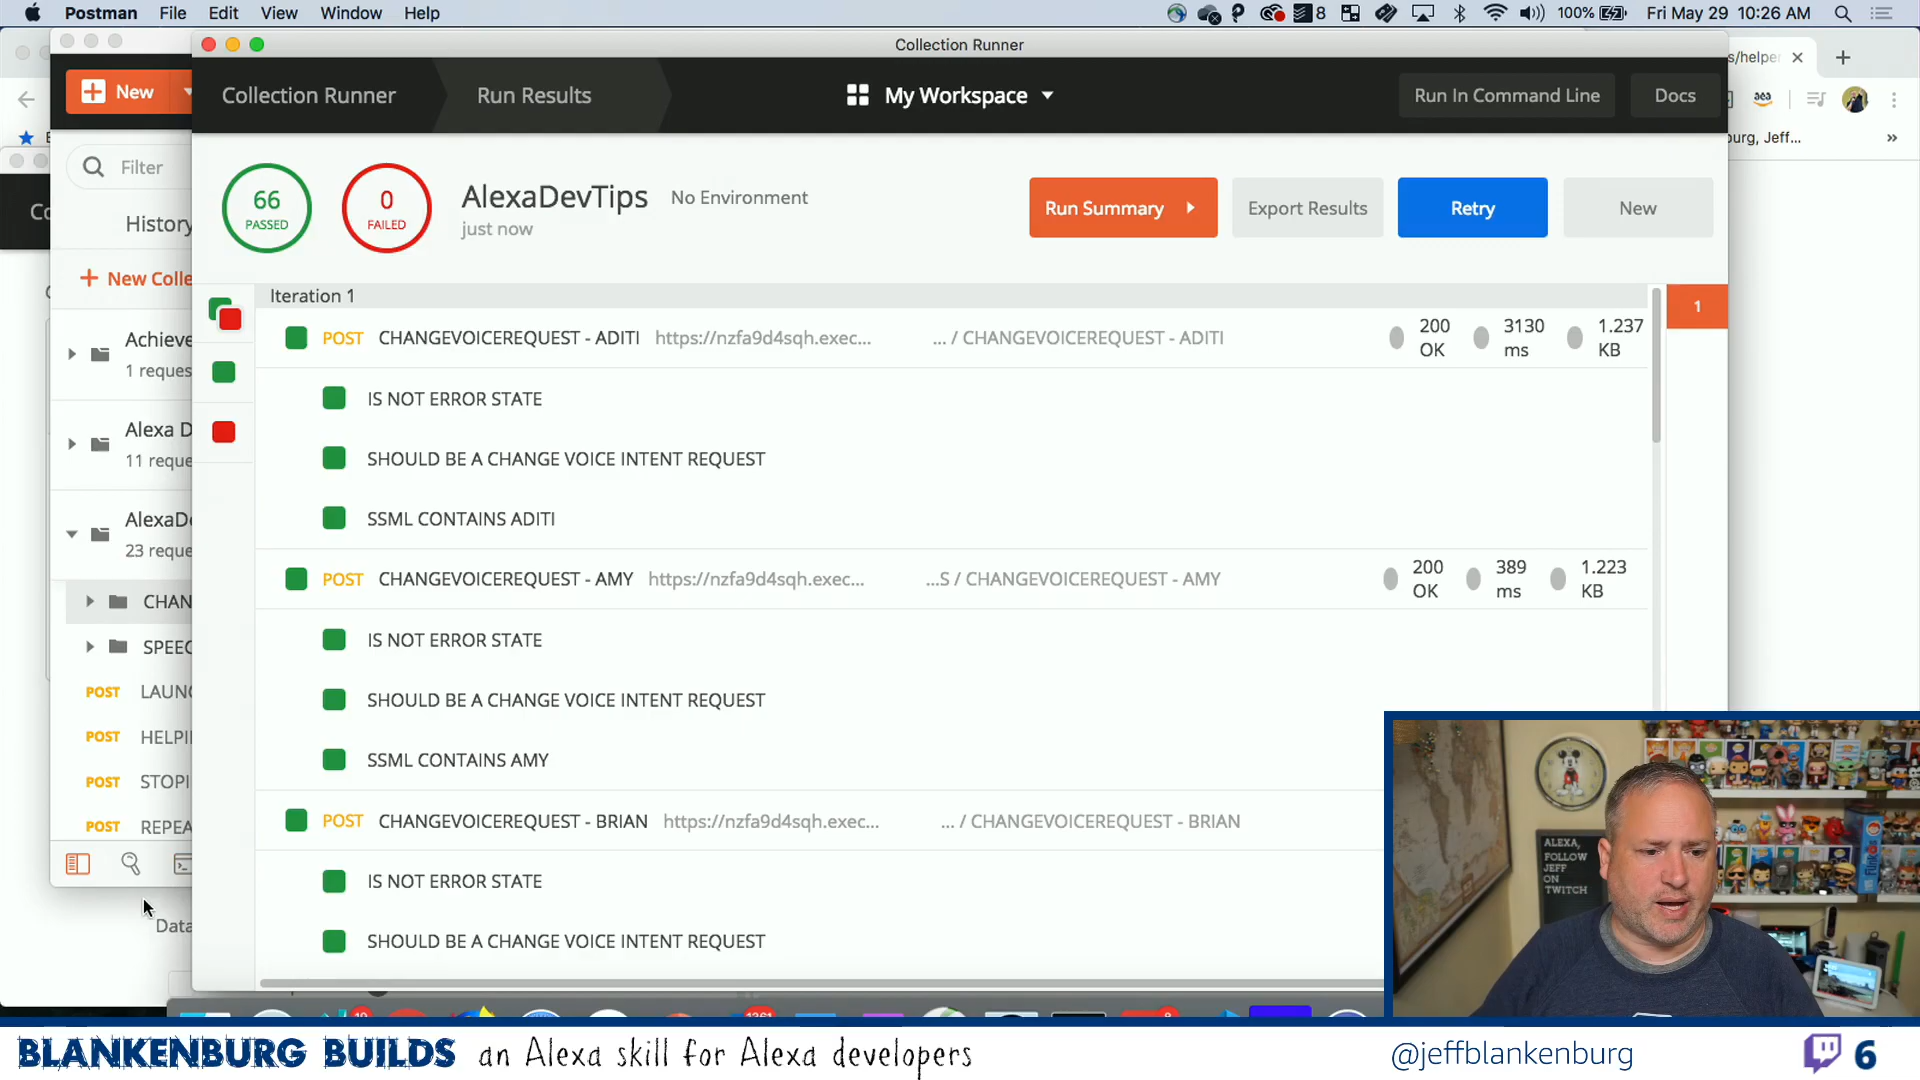 Postman File Edit View Window Help
8 100% Fri May 29 10:26 AM
Collection Runner
s/helper
New
Collection Runner Run Results My Workspace Run In Command Line Docs
burg, Jeff... »
Filter
66 PASSED
0 FAILED
AlexaDevTips No Environment
just now
Run Summary Export Results Retry New
History
New Colle
Iteration 1
1
POST CHANGEVOICEREQUEST - ADITI https://nzfa9d4sqh.exec... ... / CHANGEVOICEREQUEST - ADITI 200 OK 3130 ms 1.237 KB
Achieve
1 reques
IS NOT ERROR STATE
Alexa D
11 reque
SHOULD BE A CHANGE VOICE INTENT REQUEST
AlexaDe
23 reque
SSML CONTAINS ADITI
POST CHANGEVOICEREQUEST - AMY https://nzfa9d4sqh.exec... ...S / CHANGEVOICEREQUEST - AMY 200 OK 389 ms 1.223 KB
CHAN
IS NOT ERROR STATE
SPEEC
POST LAUNC
SHOULD BE A CHANGE VOICE INTENT REQUEST
POST HELPI
SSML CONTAINS AMY
POST STOPI
POST REPEA
POST CHANGEVOICEREQUEST - BRIAN https://nzfa9d4sqh.exec... ... / CHANGEVOICEREQUEST - BRIAN
IS NOT ERROR STATE
Data
SHOULD BE A CHANGE VOICE INTENT REQUEST
ALEXA,
FOLLOW
JEFF
ON
TWITCH
19 1361 8
BLANKENBURG BUILDS an Alexa skill for Alexa developers @jeffblankenburg 6